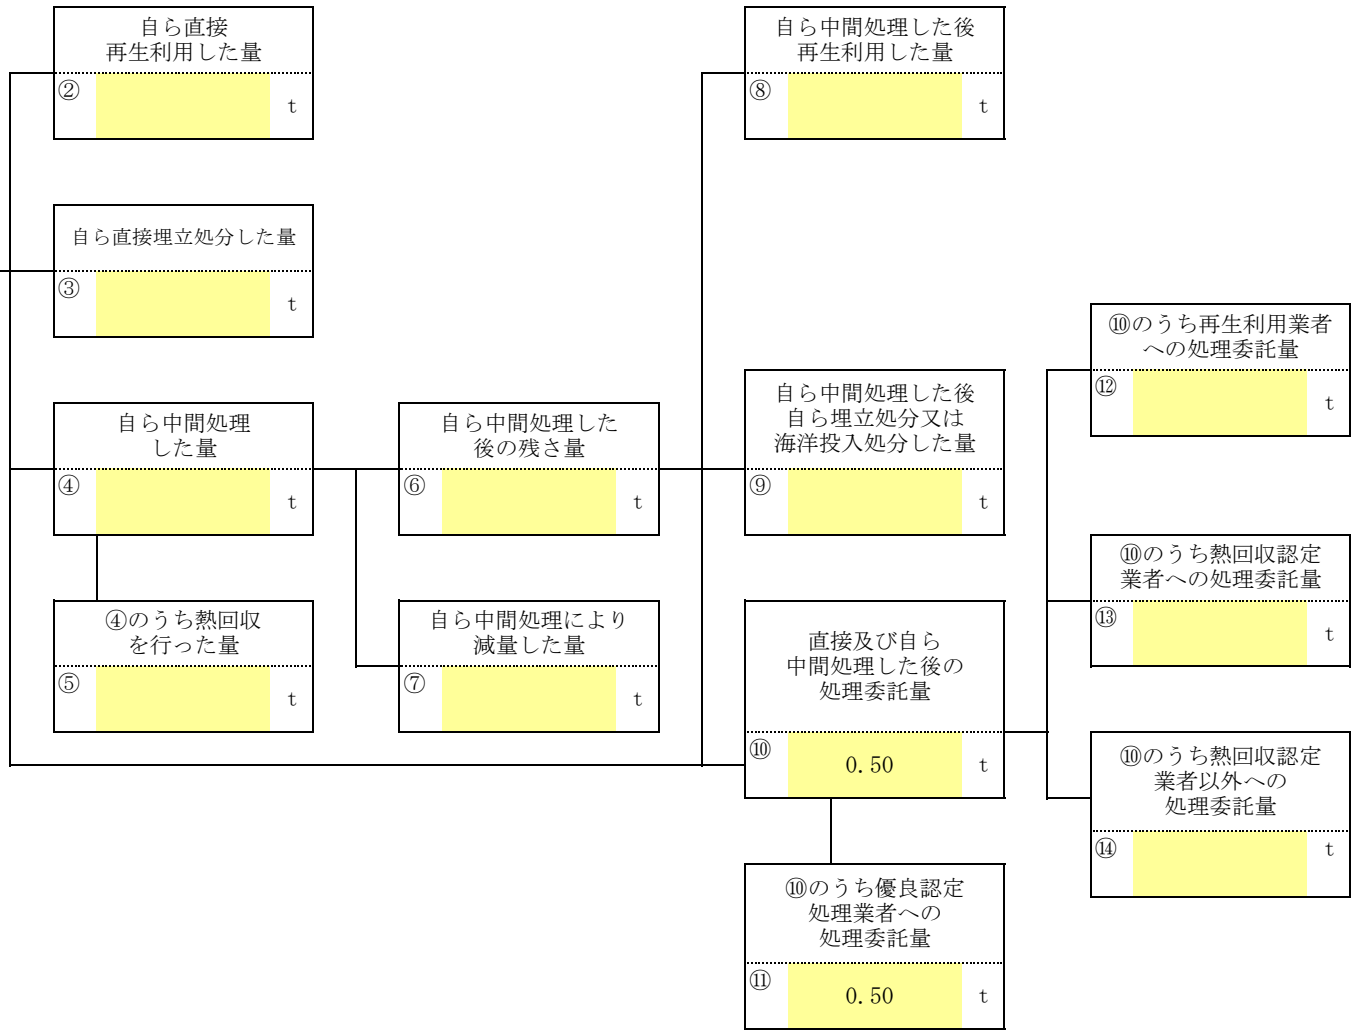 自ら直接
再生利用した量
②
t
自ら中間処理した後
再生利用した量
⑧
t
自ら直接埋立処分した量
③
t
⑩のうち再生利用業者
への処理委託量
⑫
t
自ら中間処理
した量
④
t
自ら中間処理した
後の残さ量
⑥
t
自ら中間処理した後
自ら埋立処分又は
海洋投入処分した量
⑨
t
⑩のうち熱回収認定
業者への処理委託量
⑬
t
④のうち熱回収
を行った量
⑤
t
自ら中間処理により
減量した量
⑦
t
直接及び自ら
中間処理した後の
処理委託量
⑩ 0.50 t
⑩のうち熱回収認定
業者以外への
処理委託量
⑭
t
⑩のうち優良認定
処理業者への
処理委託量
⑪ 0.50 t